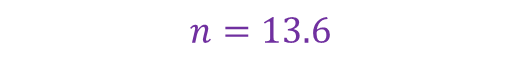 n = 13.6